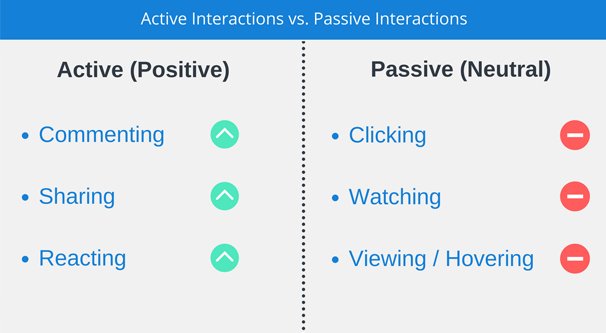 Active Interactions vs. Passive Interactions
Active (Positive)
Commenting
Sharing
Reacting
Passive (Neutral)
Clicking
Watching
Viewing / Hovering